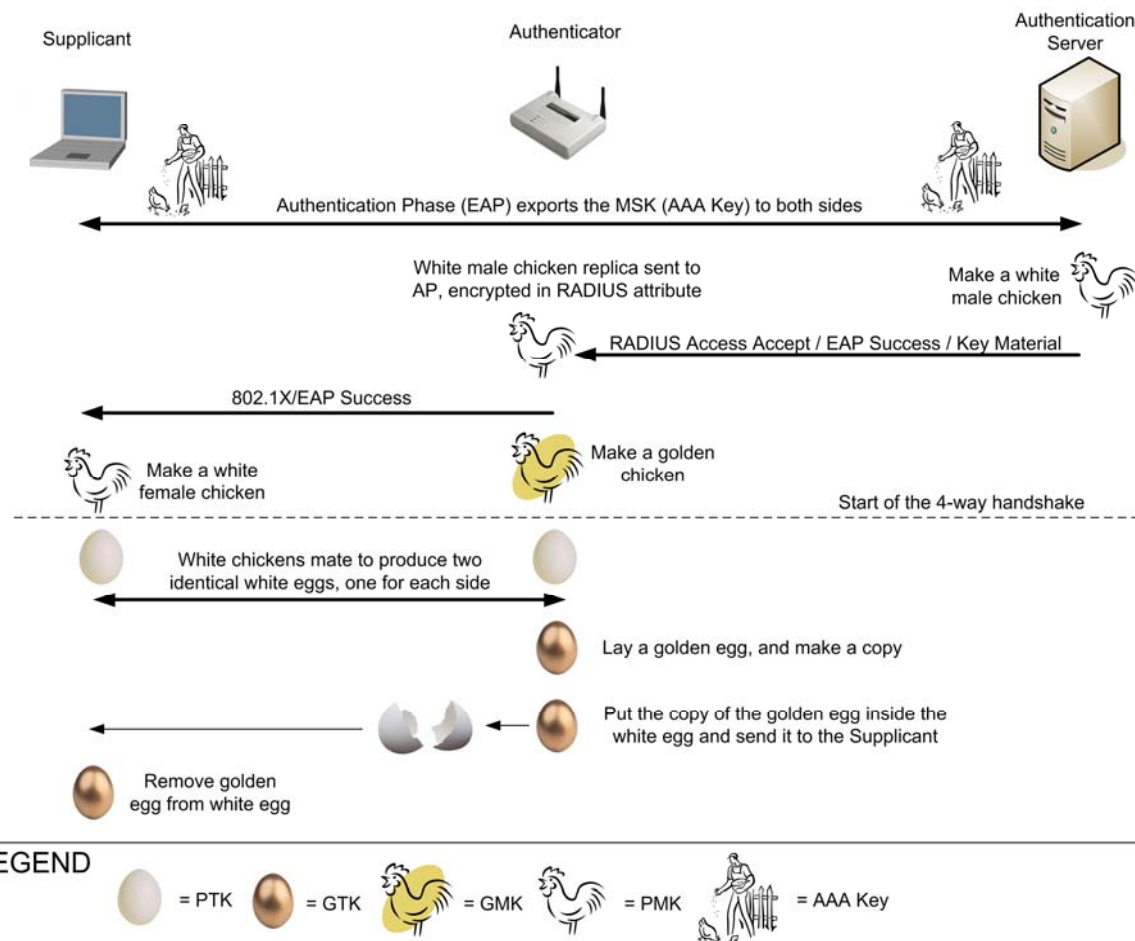 Supplicant
Authenticator
Authentication
Server
Authentication Phase (EAP) exports the MSK (AAA Key) to both sides
White male chicken replica sent to
AP, encrypted in RADIUS attribute
Make a white
male chicken
RADIUS Access Accept / EAP Success / Key Material
802.1X/EAP Success
Make a white
female chicken
Make a golden
chicken
Start of the 4-way handshake
White chickens mate to produce two
identical white eggs, one for each side
Lay a golden egg, and make a copy
Put the copy of the golden egg inside the
white egg and send it to the Supplicant
Remove golden
egg from white egg
EGEND
= PTK
= GTK
= GMK
= PMK
= AAA Key